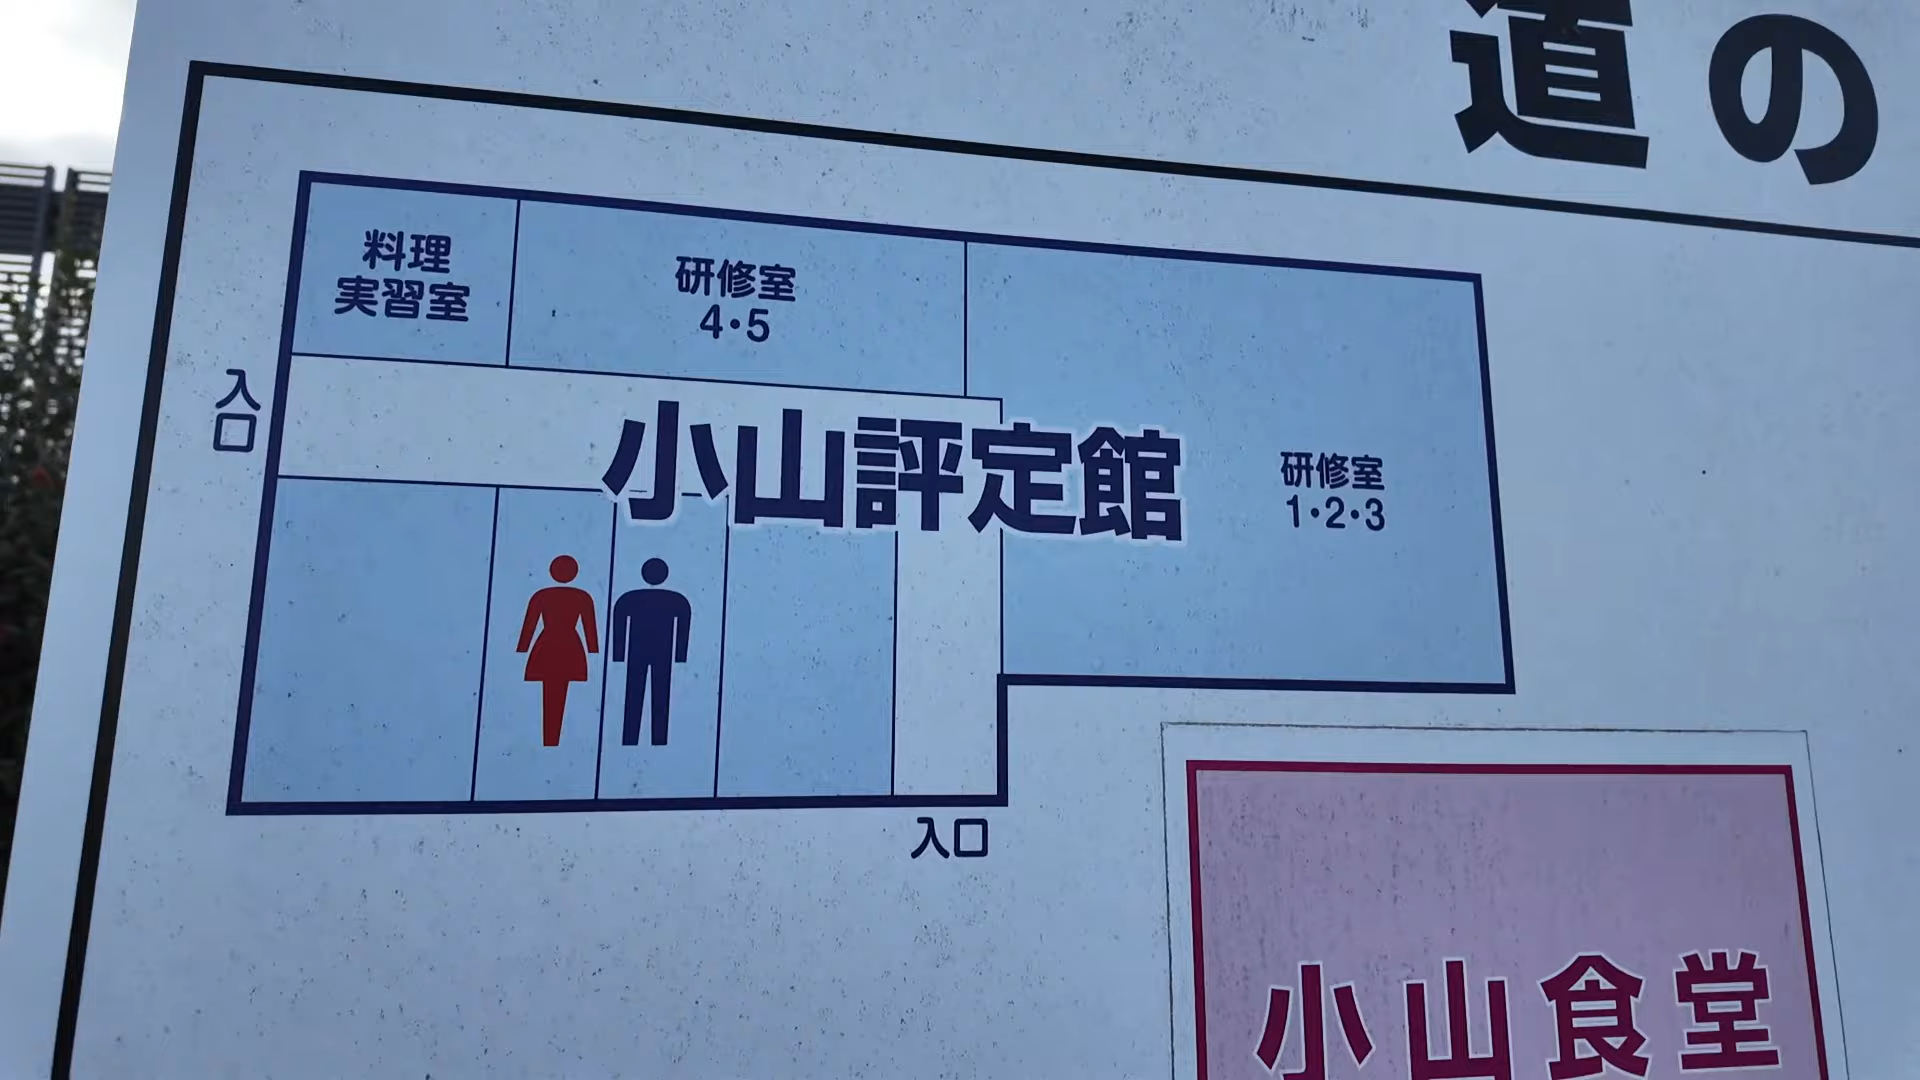 道の
料理
実習室
研修室
4・5
入口
小山評定館
研修室
1・2・3
入口
小山食堂